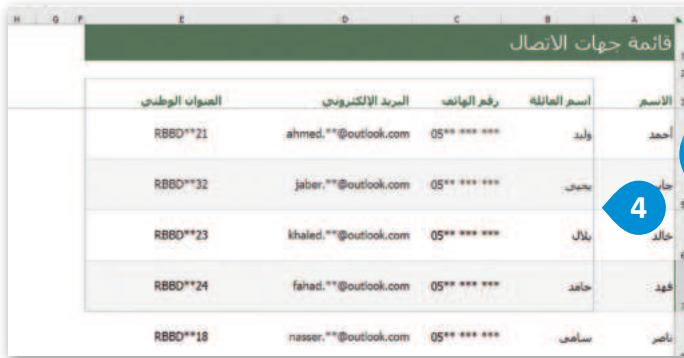 A B C D E F G H
قائمة جهات الاتصال
الاسم اسم العائلة رقم الهاتف البريد الإلكتروني العنوان الوطني
أحمد وليد 05** *** *** ahmed.**@outlook.com RBBD**21
يحيى 05** *** *** jaber.**@outlook.com RBBD**32
4
خالد بلال 05** *** *** khaled.**@outlook.com RBBD**23
فهد حامد 05** *** *** fahad.**@outlook.com RBBD**24
ناصر سامي 05** *** *** nasser.**@outlook.com RBBD**18